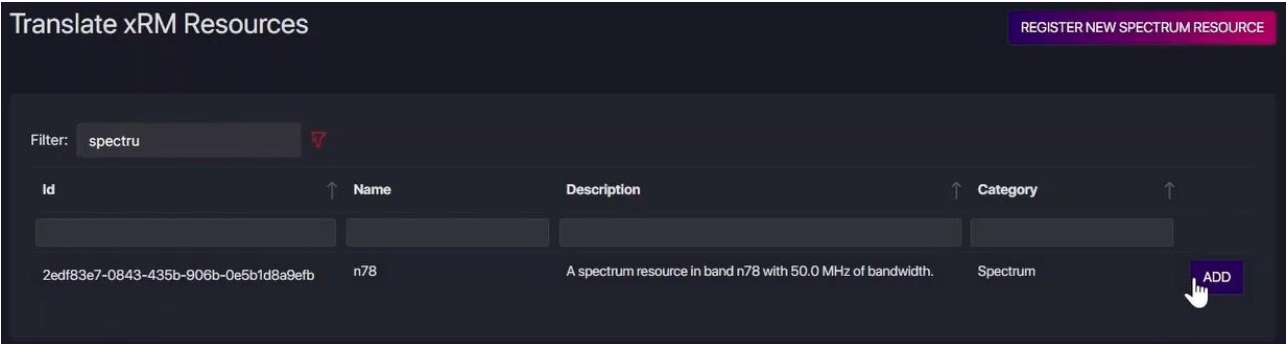 Translate xRM Resources
REGISTER NEW SPECTRUM RESOURCE
Filter: spectru
Id Name Description Category
2edf83e7-0843-435b-906b-0e5b1d8a9efb n78 A spectrum resource in band n78 with 50.0 MHz of bandwidth. Spectrum ADD